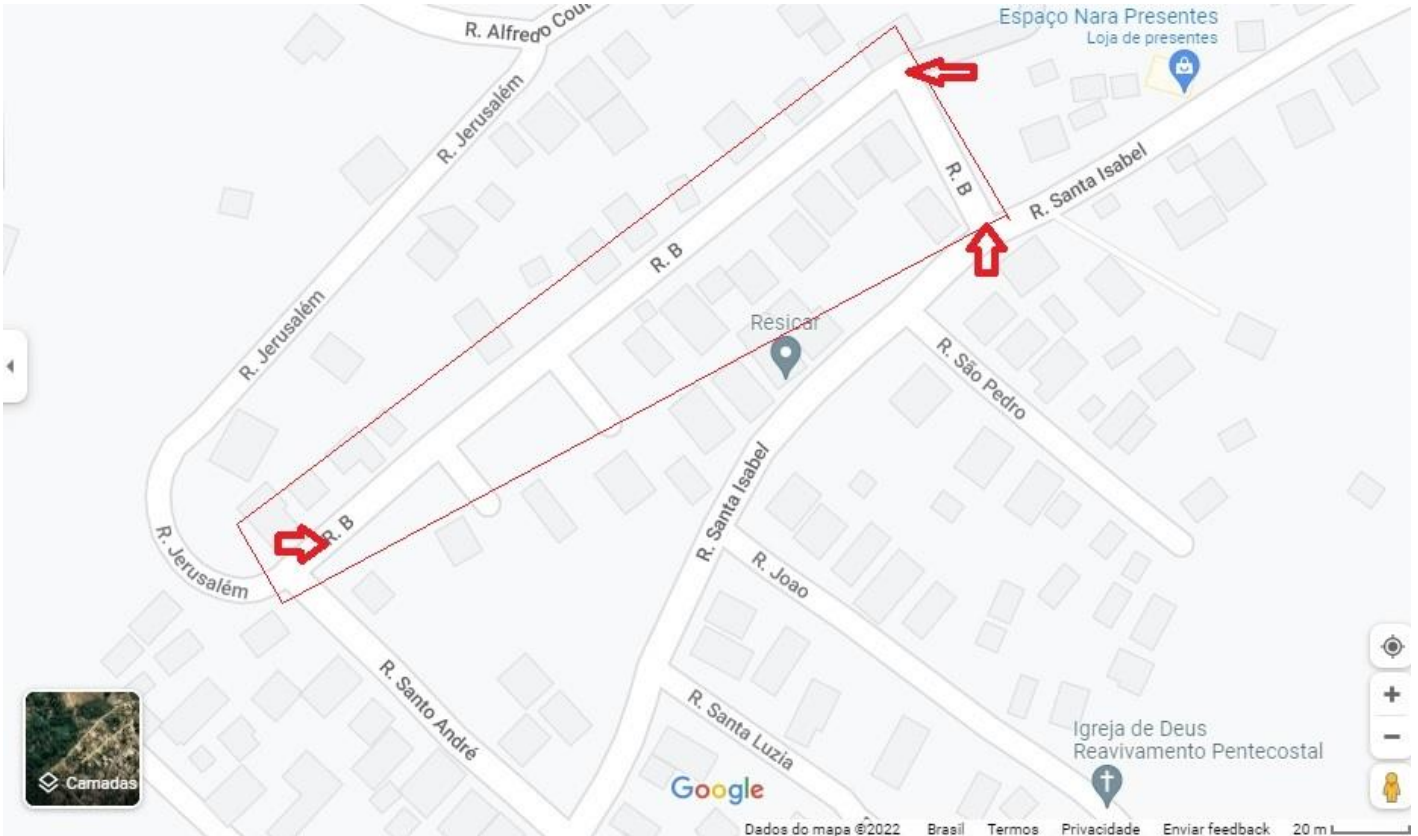 R. Alfredo Cout
Espaço Nara Presentes
Loja de presentes
R. Jerusalém
R. B
R. Santa Isabel
R. B
R. Jerusalém
Resicar
R. São Pedro
R. B
R. Santa Isabel
R. Jerusalém
R. Joao
R. Santo André
R. Santa Luzia
Igreja de Deus
Reavivamento Pentecostal
Camadas
Google
Dados do mapa ©2022 Brasil Termos Privacidade Enviar feedback 20 m